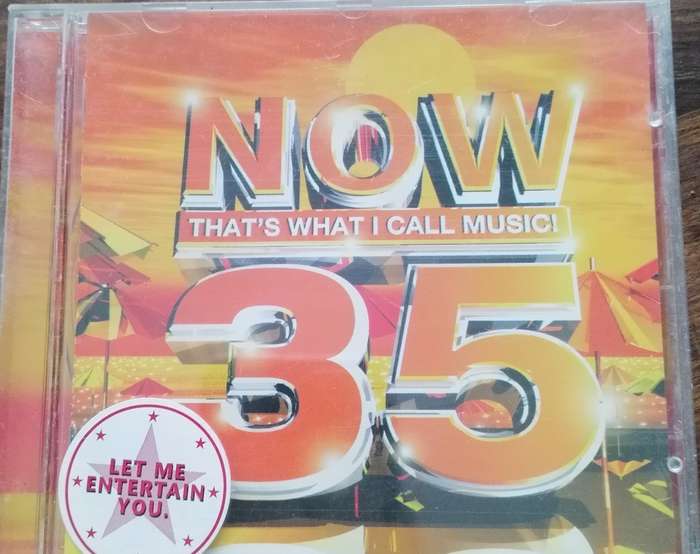 NOW
THAT'S WHAT I CALL MUSIC!
35
LET ME
ENTERTAIN
YOU.